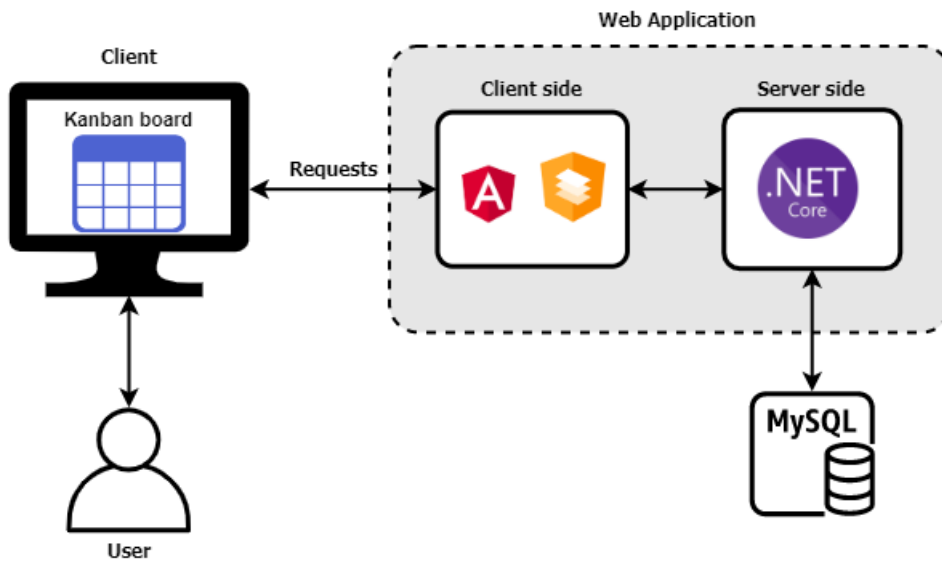 Web Application
Client
Client side
Server side
Kanban board
Requests
A
.NET
Core
MySQL
User